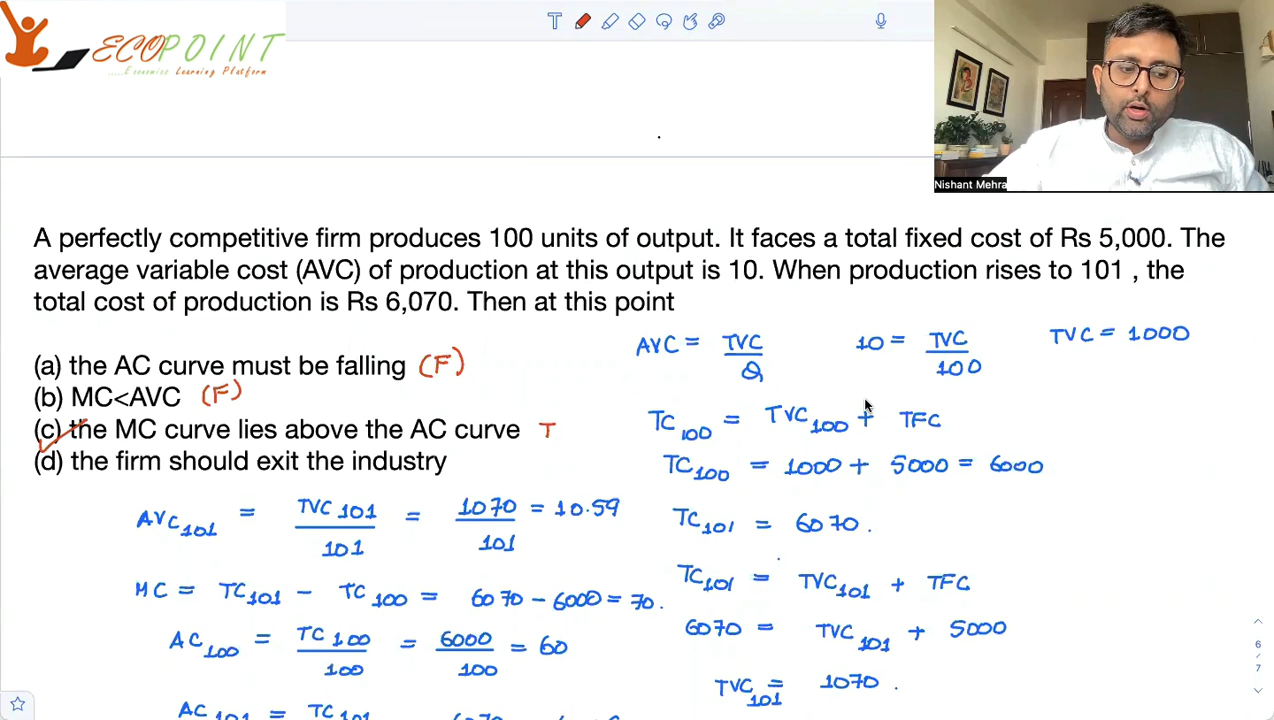 ECOPOINT
.....Economics Learning Platform
Nishant Mehra
A perfectly competitive firm produces 100 units of output. It faces a total fixed cost of Rs 5,000. The
average variable cost (AVC) of production at this output is 10. When production rises to 101 , the
total cost of production is Rs 6,070. Then at this point
(a) the AC curve must be falling (F)
(b) MC<AVC (F)
(c) the MC curve lies above the AC curve T
(d) the firm should exit the industry
AVC = TVC / Q 10 = TVC / 100 TVC = 1000
TC100 = TVC100 + TFC
TC100 = 1000 + 5000 = 6000
TC101 = 6070.
TC101 = TVC101 + TFC
6070 = TVC101 + 5000
TVC101 = 1070.
AVC101 = TVC101 / 101 = 1070 / 101 = 10.59
MC = TC101 - TC100 = 6070 - 6000 = 70.
AC100 = TC100 / 100 = 6000 / 100 = 60
AC101 = TC101
6
7